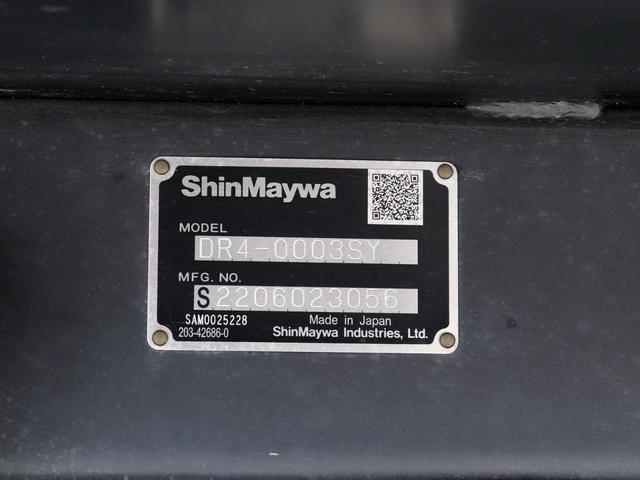 ShinMaywa
MODEL
DR4-0003SY
MFG. NO.
S2206023056
SAM0025228
Made in Japan
203-42686-0
ShinMaywa Industries, Ltd.